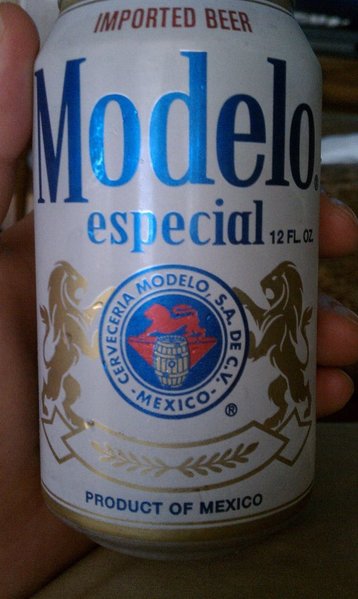 IMPORTED BEER
Modelo®
especial 12 FL. OZ.
CERVECERIA MODELO, S.A. DE C.V.
- MEXICO - ®
PRODUCT OF MEXICO